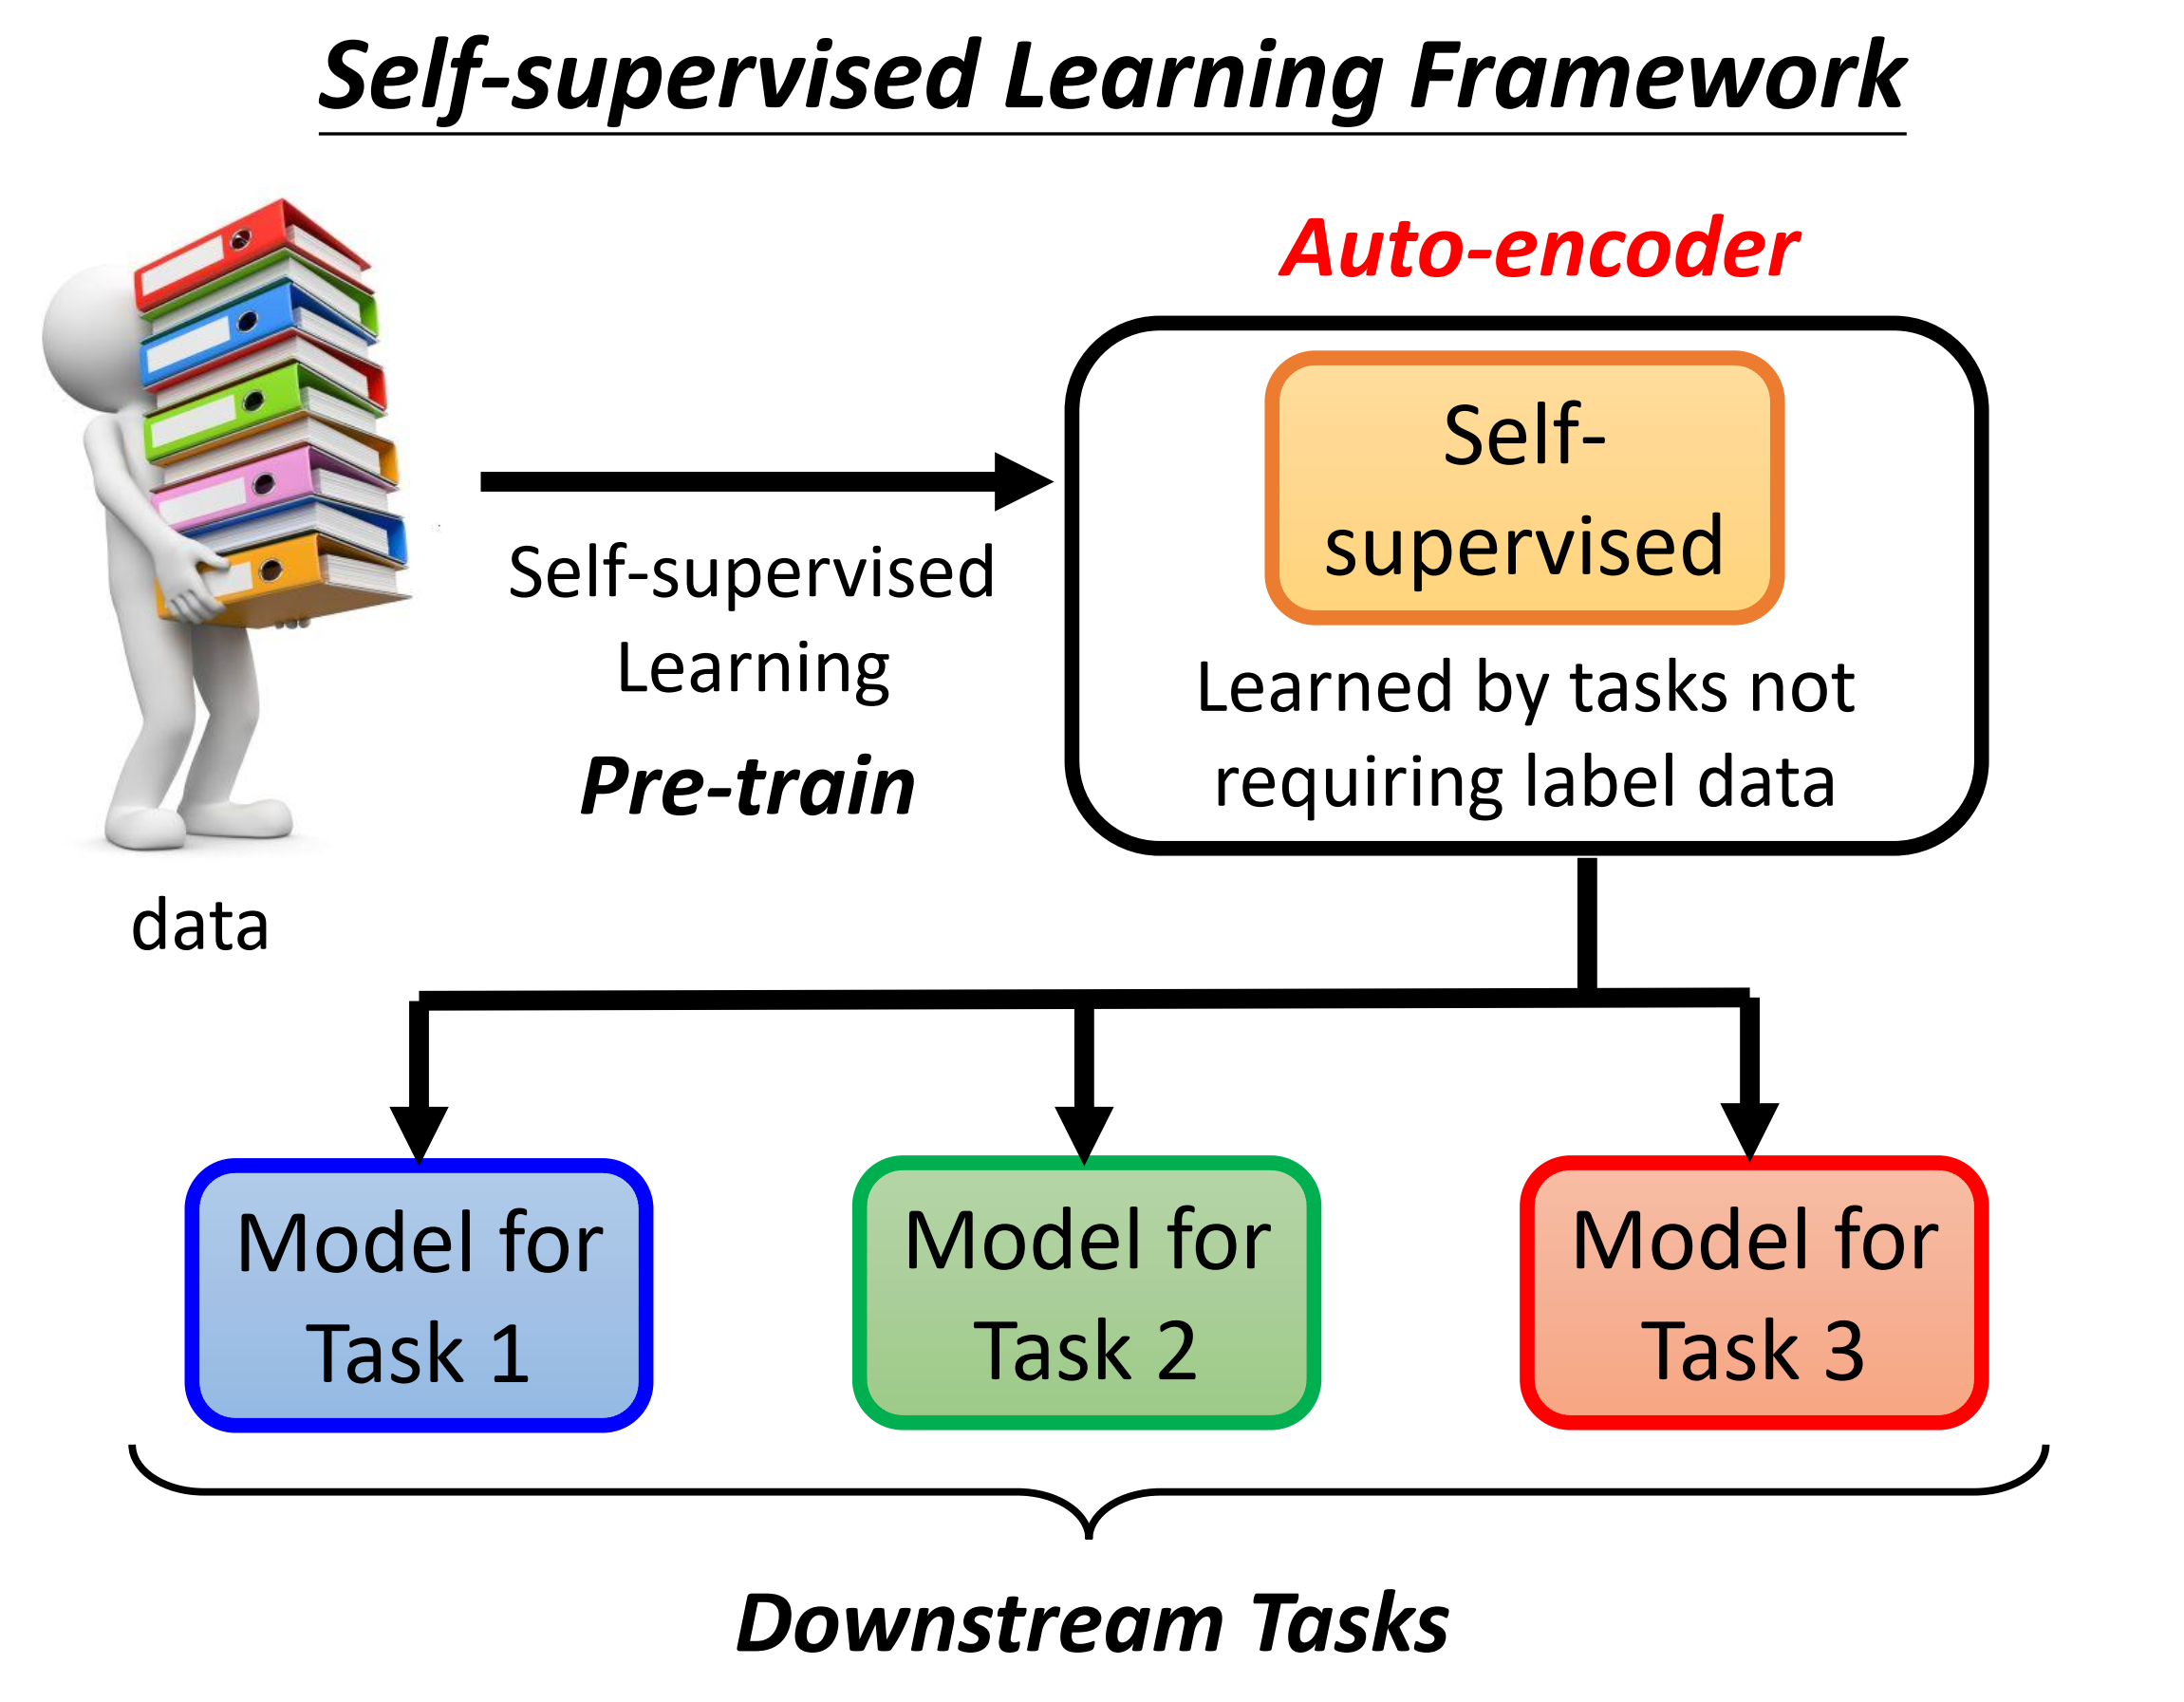 Self-supervised Learning Framework
Auto-encoder
Self-
supervised
Learned by tasks not
requiring label data
Self-supervised
Learning
Pre-train
data
Model for
Task 1
Model for
Task 2
Model for
Task 3
Downstream Tasks